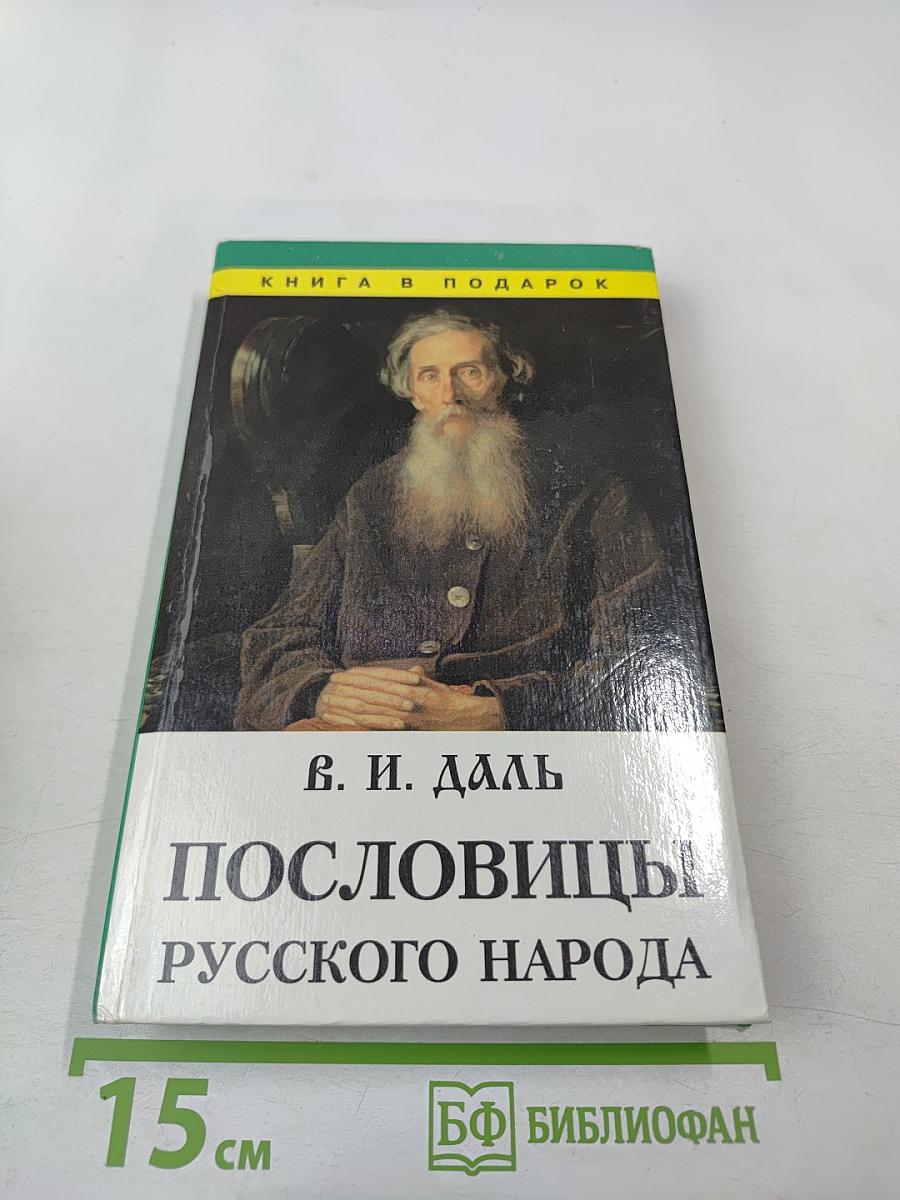 КНИГА В ПОДАРОК
В. И. ДАЛЬ
ПОСЛОВИЦЫ
РУССКОГО НАРОДА
15 см
БФ БИБЛИОФАН